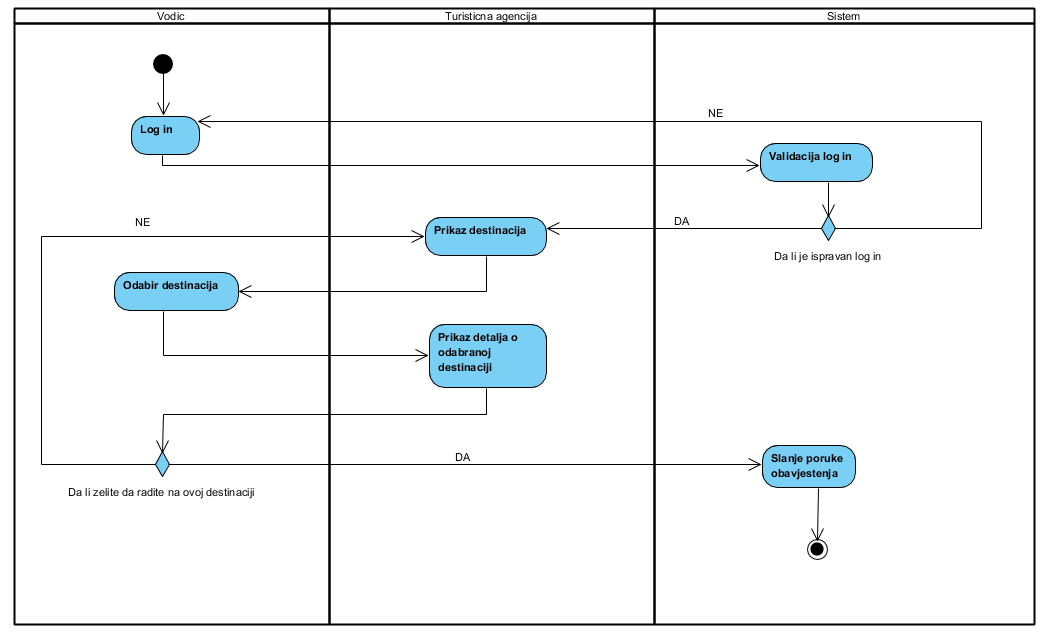 Vodic
Turisticna agencija
Sistem
NE
Log in
Validacija log in
NE
DA
Prikaz destinacija
Da li je ispravan log in
Odabir destinacija
Prikaz detalja o
odabranoj
destinaciji
DA
Slanje poruke
obavjestenja
Da li zelite da radite na ovoj destinaciji